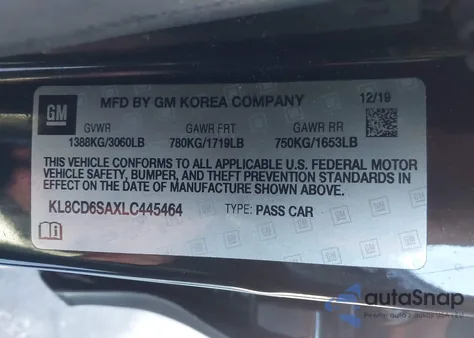 GM
MFD BY GM KOREA COMPANY 12/19
GVWR GAWR FRT GAWR RR
1388KG/3060LB 780KG/1719LB 750KG/1653LB
THIS VEHICLE CONFORMS TO ALL APPLICABLE U.S. FEDERAL MOTOR
VEHICLE SAFETY, BUMPER, AND THEFT PREVENTION STANDARDS IN
EFFECT ON THE DATE OF MANUFACTURE SHOWN ABOVE.
KL8CD6SAXLC445464 TYPE: PASS CAR
autoSnap